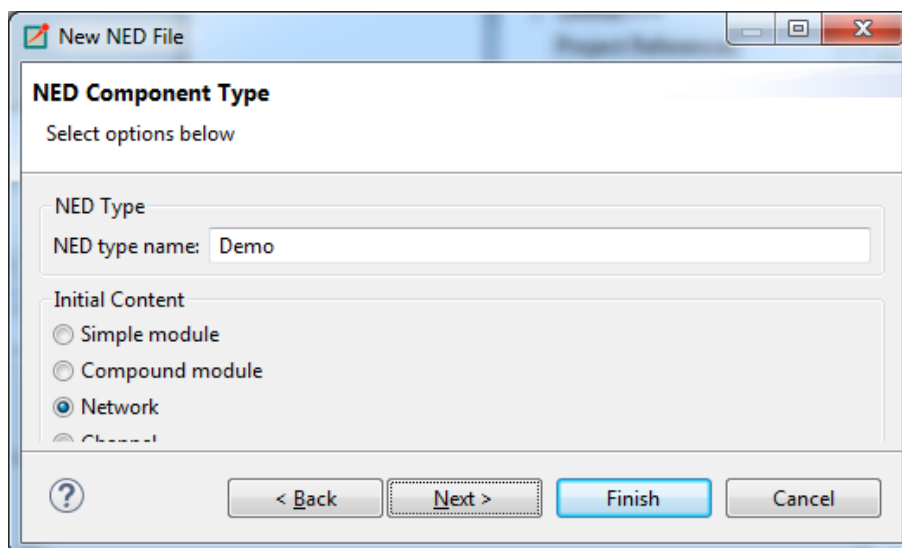 New NED File
NED Component Type
Select options below
NED Type
NED type name: Demo
Initial Content
Simple module
Compound module
Network
Channel
< Back
Next >
Finish
Cancel